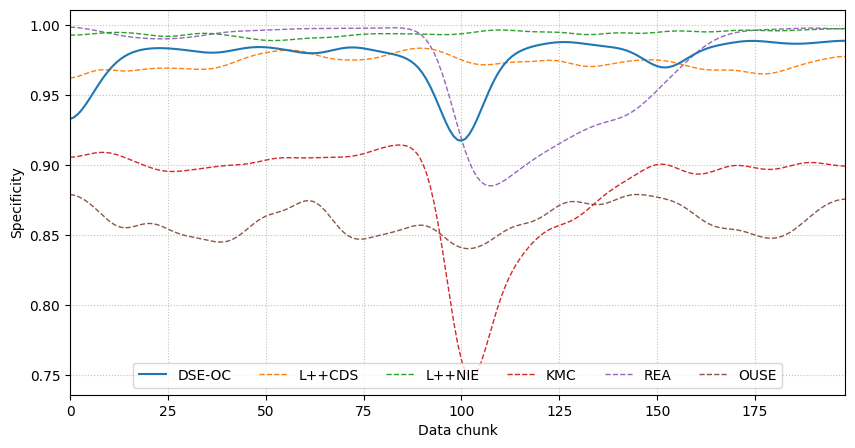 1.00
0.95
0.90
0.85
0.80
0.75
Specificity
DSE-OC L++CDS L++NIE KMC REA OUSE
0 25 50 75 100 125 150 175
Data chunk